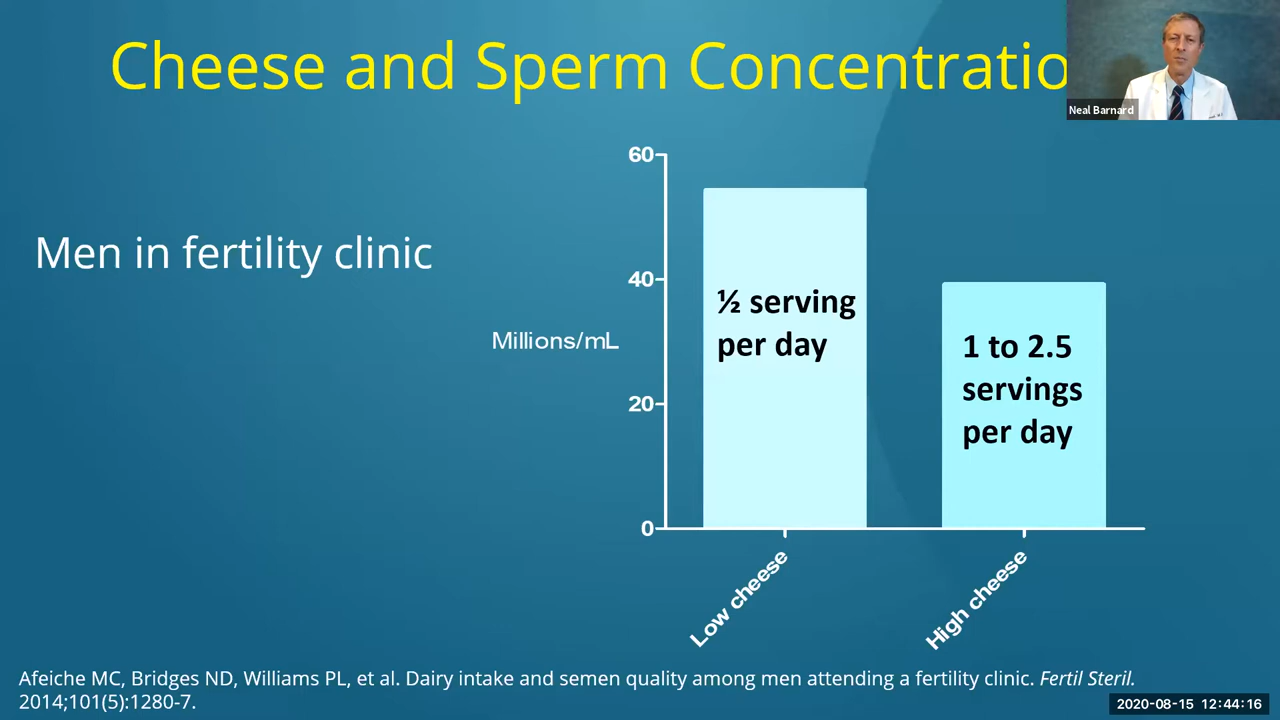 Cheese and Sperm Concentratio
Neal Barnard
Men in fertility clinic
60
40
20
0
Millions/mL
½ serving
per day
1 to 2.5
servings
per day
Low cheese
High cheese
Afeiche MC, Bridges ND, Williams PL, et al. Dairy intake and semen quality among men attending a fertility clinic. Fertil Steril.
2014;101(5):1280-7.
2020-08-15 12:44:16